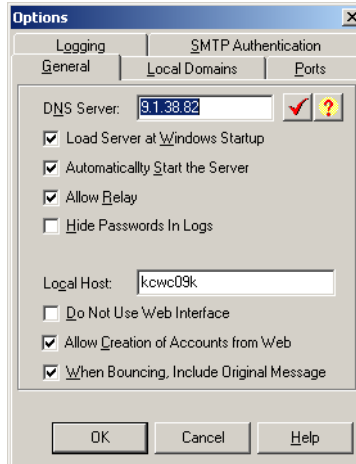 Options
Logging
SMTP Authentication
General
Local Domains
Ports
DNS Server: 9.1.38.82
Load Server at Windows Startup
Automaticallty Start the Server
Allow Relay
Hide Passwords In Logs
Local Host: kcwc09k
Do Not Use Web Interface
Allow Creation of Accounts from Web
When Bouncing, Include Original Message
OK
Cancel
Help